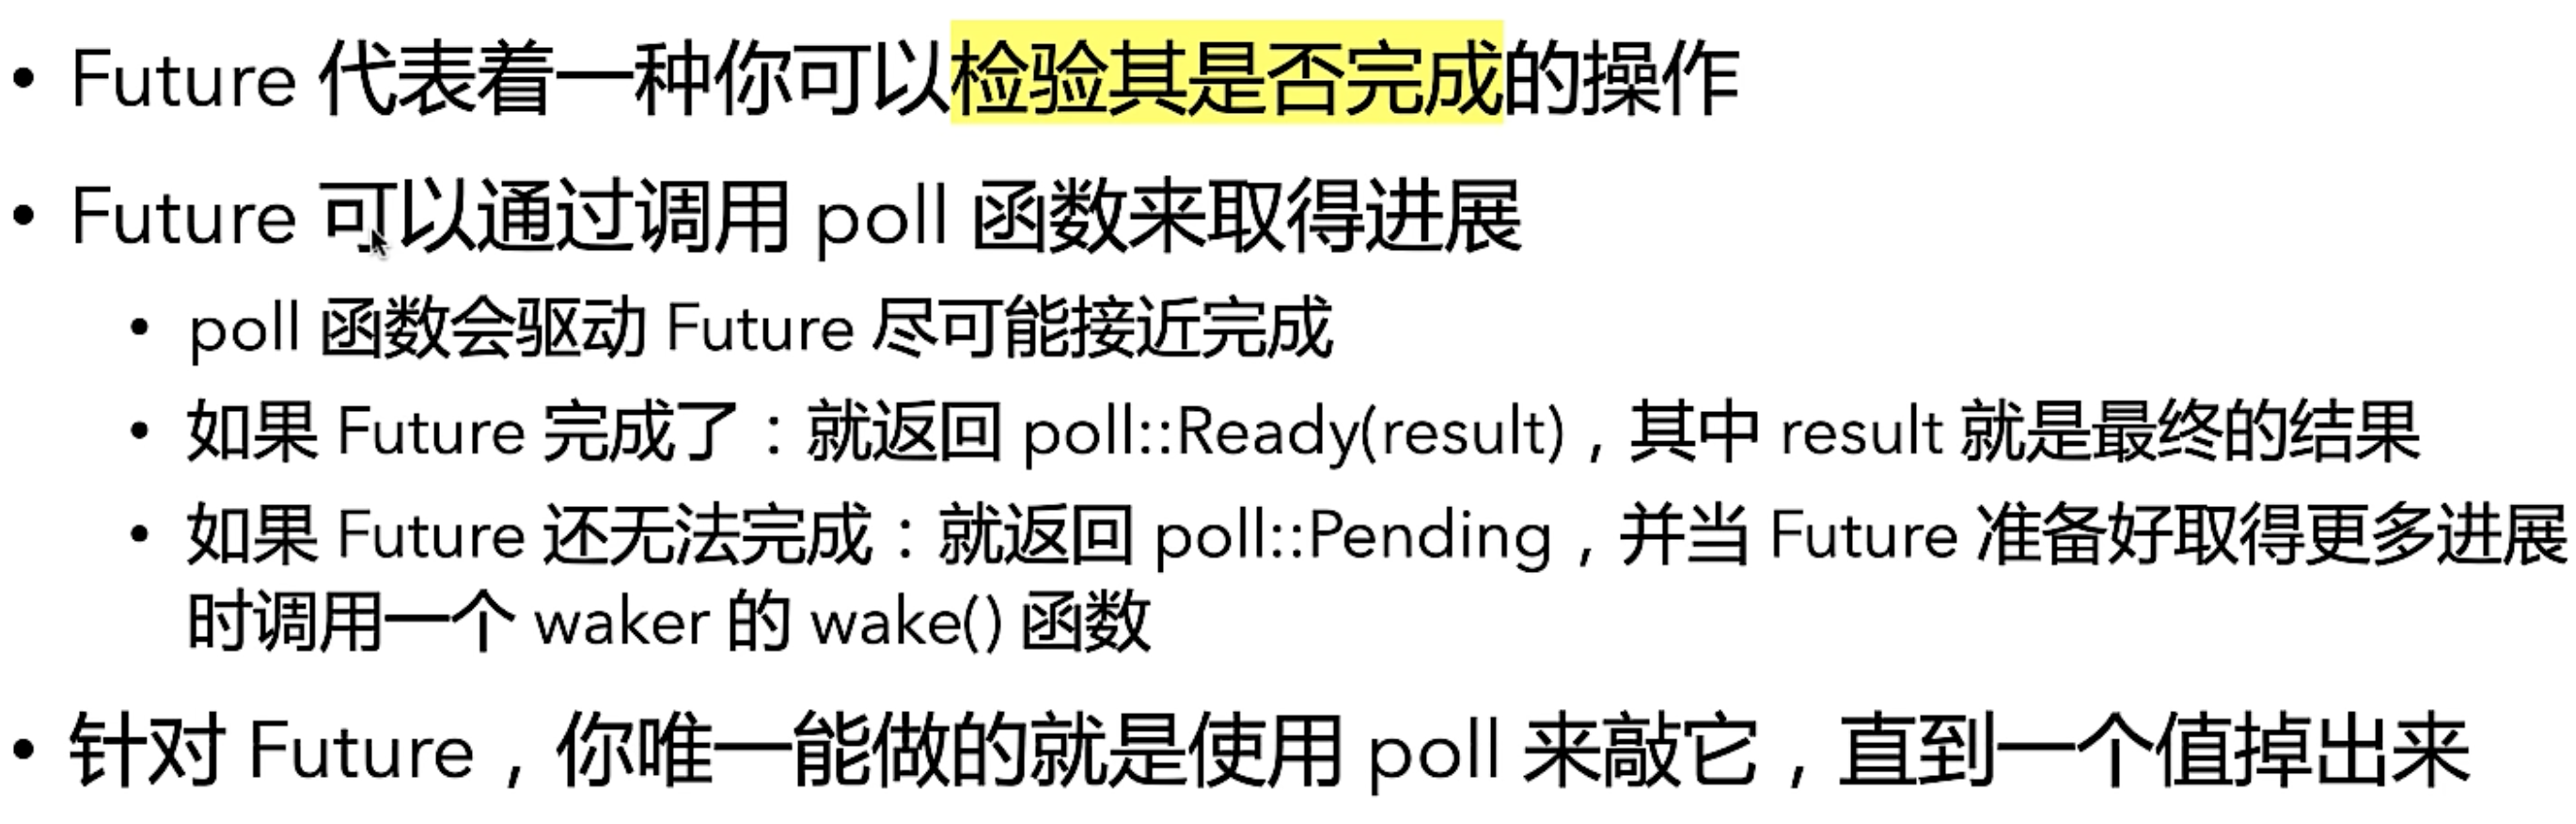 • Future 代表着一种你可以检验其是否完成的操作
• Future 可以通过调用 poll 函数来取得进展
• poll 函数会驱动 Future 尽可能接近完成
• 如果 Future 完成了：就返回 poll::Ready(result)，其中 result 就是最终的结果
• 如果 Future 还无法完成：就返回 poll::Pending，并当 Future 准备好取得更多进展
时调用一个 waker 的 wake() 函数
• 针对 Future，你唯一能做的就是使用 poll 来敲它，直到一个值掉出来